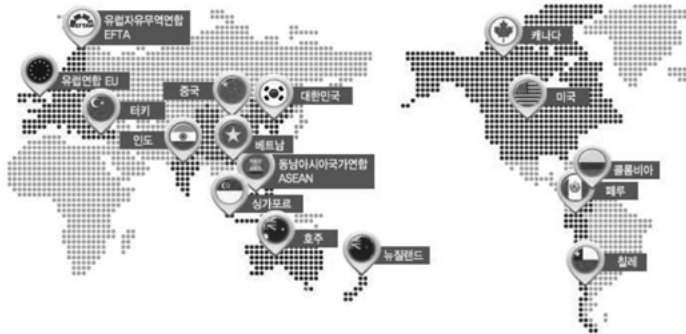 유럽자유무역연합
EFTA
유럽연합 EU
터키
중국
대한민국
인도
베트남
동남아시아국가연합
ASEAN
싱가포르
호주
뉴질랜드
캐나다
미국
콜롬비아
페루
칠레